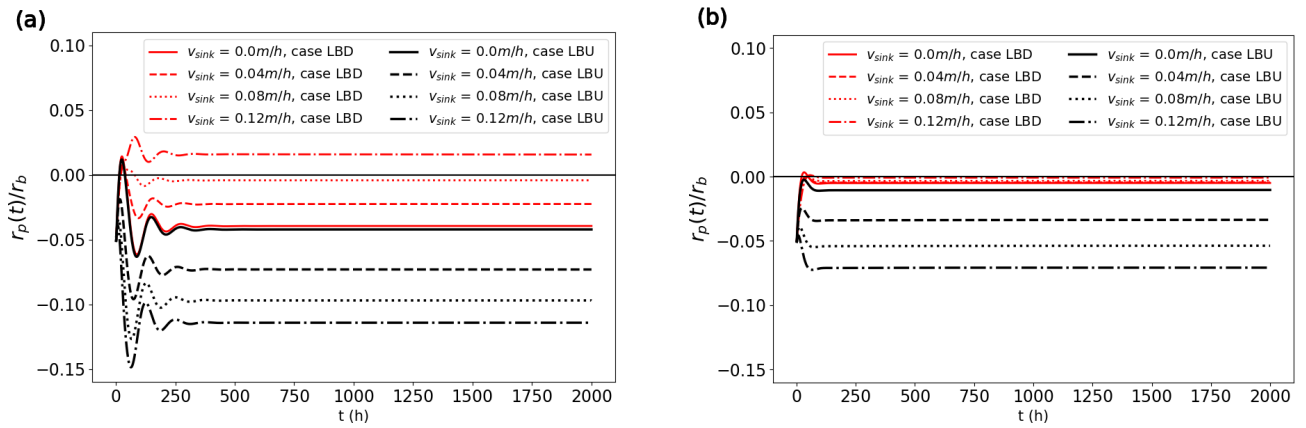 (a)
0.10
0.05
0.00
−0.05
−0.10
−0.15
r_p(t)/r_b
v_sink = 0.0m/h, case LBD
v_sink = 0.04m/h, case LBD
v_sink = 0.08m/h, case LBD
v_sink = 0.12m/h, case LBD
v_sink = 0.0m/h, case LBU
v_sink = 0.04m/h, case LBU
v_sink = 0.08m/h, case LBU
v_sink = 0.12m/h, case LBU
0 250 500 750 1000 1250 1500 1750 2000
t (h)
(b)
0.10
0.05
0.00
−0.05
−0.10
−0.15
r_p(t)/r_b
v_sink = 0.0m/h, case LBD
v_sink = 0.04m/h, case LBD
v_sink = 0.08m/h, case LBD
v_sink = 0.12m/h, case LBD
v_sink = 0.0m/h, case LBU
v_sink = 0.04m/h, case LBU
v_sink = 0.08m/h, case LBU
v_sink = 0.12m/h, case LBU
0 250 500 750 1000 1250 1500 1750 2000
t (h)